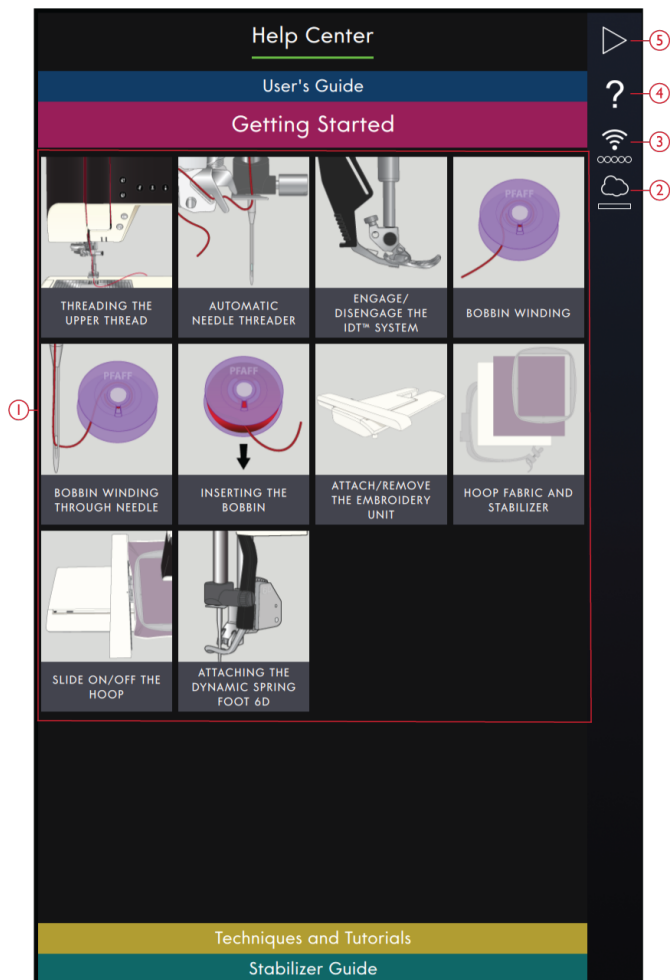 Help Center
User's Guide
Getting Started
THREADING THE
UPPER THREAD
AUTOMATIC
NEEDLE THREADER
ENGAGE/
DISENGAGE THE
IDT™ SYSTEM
PFAFF
BOBBIN WINDING
PFAFF
BOBBIN WINDING
THROUGH NEEDLE
PFAFF
INSERTING THE
BOBBIN
ATTACH/REMOVE
THE EMBROIDERY
UNIT
HOOP FABRIC AND
STABILIZER
SLIDE ON/OFF THE
HOOP
ATTACHING THE
DYNAMIC SPRING
FOOT 6D
Techniques and Tutorials
Stabilizer Guide
5
?
4
3
2
1